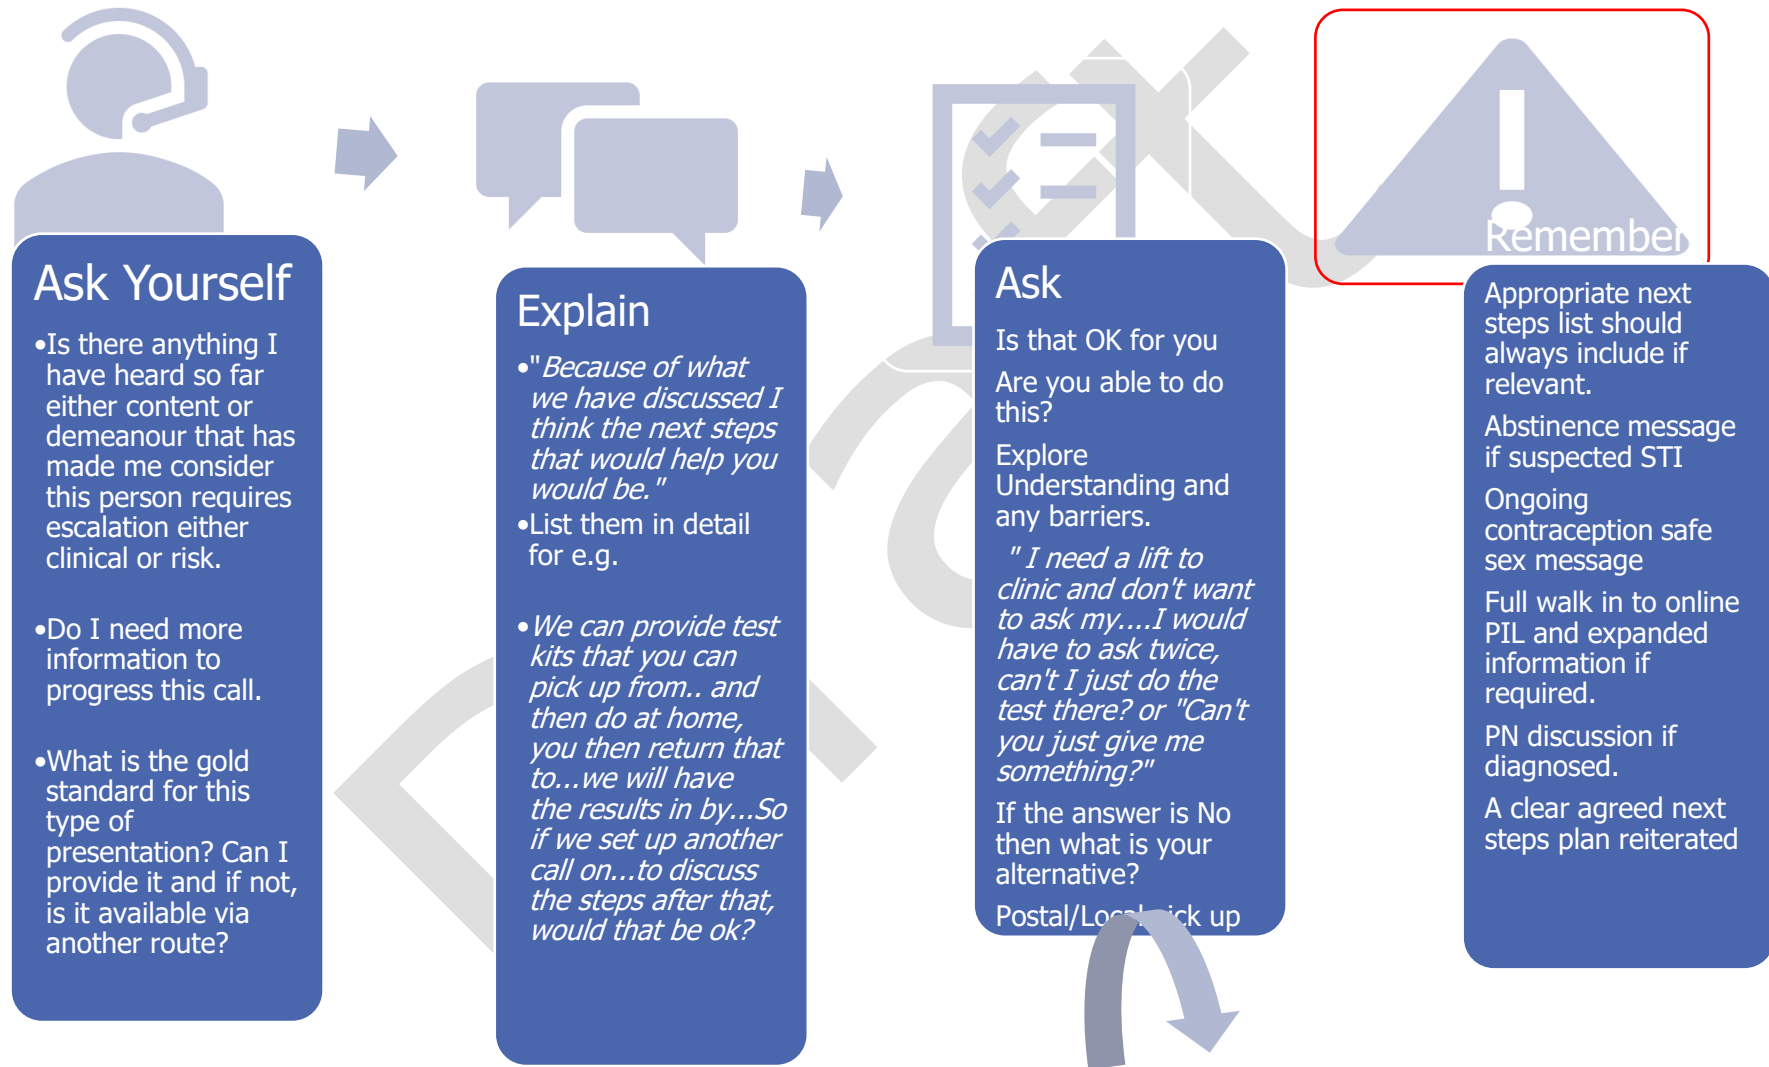 Ask Yourself
•Is there anything I
have heard so far
either content or
demeanour that has
made me consider
this person requires
escalation either
clinical or risk.
•Do I need more
information to
progress this call.
•What is the gold
standard for this
type of
presentation? Can I
provide it and if not,
is it available via
another route?
Explain
•"Because of what
we have discussed I
think the next steps
that would help you
would be."
•List them in detail
for e.g.
•We can provide test
kits that you can
pick up from.. and
then do at home,
you then return that
to...we will have
the results in by...So
if we set up another
call on...to discuss
the steps after that,
would that be ok?
Ask
Is that OK for you
Are you able to do
this?
Explore
Understanding and
any barriers.
" I need a lift to
clinic and don't want
to ask my....I would
have to ask twice,
can't I just do the
test there? or "Can't
you just give me
something?"
If the answer is No
then what is your
alternative?
Postal/Local pick up
Remember
Appropriate next
steps list should
always include if
relevant.
Abstinence message
if suspected STI
Ongoing
contraception safe
sex message
Full walk in to online
PIL and expanded
information if
required.
PN discussion if
diagnosed.
A clear agreed next
steps plan reiterated